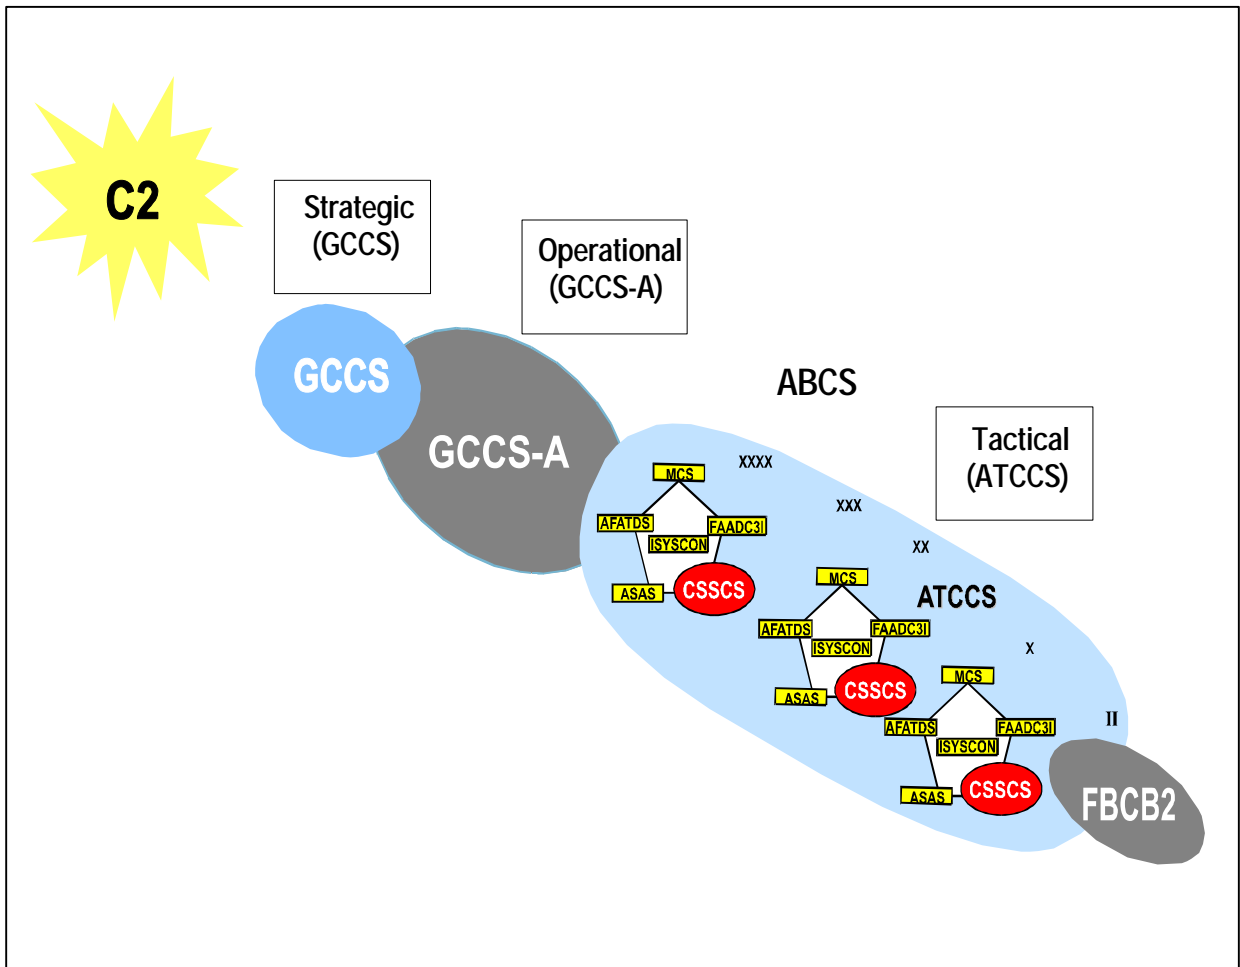 C2
Strategic
(GCCS)
Operational
(GCCS-A)
GCCS
GCCS-A
ABCS
Tactical
(ATCCS)
XXXX
XXX
XX
X
II
MCS
AFATDS
FAADC3I
ISYSCON
ASAS
CSSCS
ATCCS
MCS
AFATDS
FAADC3I
ISYSCON
ASAS
CSSCS
MCS
AFATDS
FAADC3I
ISYSCON
ASAS
CSSCS
FBCB2